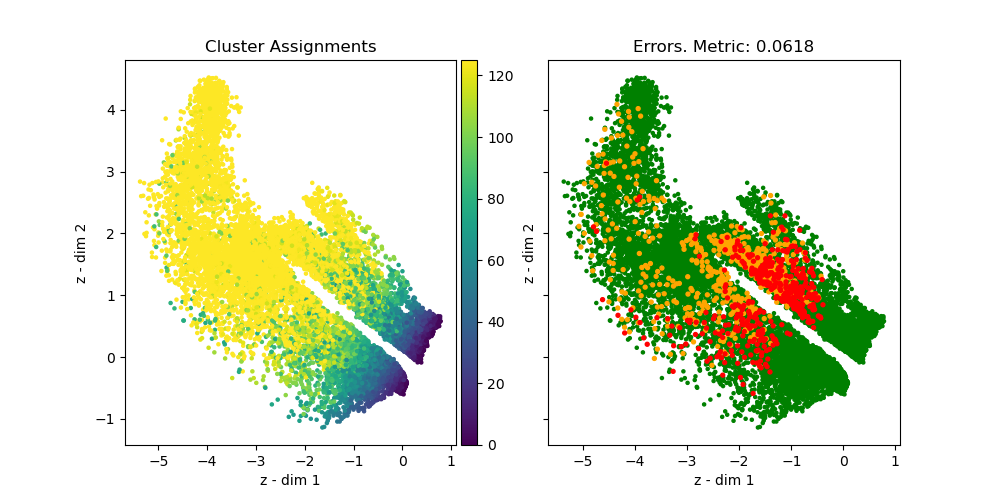 Cluster Assignments
Errors. Metric: 0.0618
4
3
2
1
0
−1
z - dim 2
−5 −4 −3 −2 −1 0 1
z - dim 1
120
100
80
60
40
20
0
z - dim 2
−5 −4 −3 −2 −1 0 1
z - dim 1